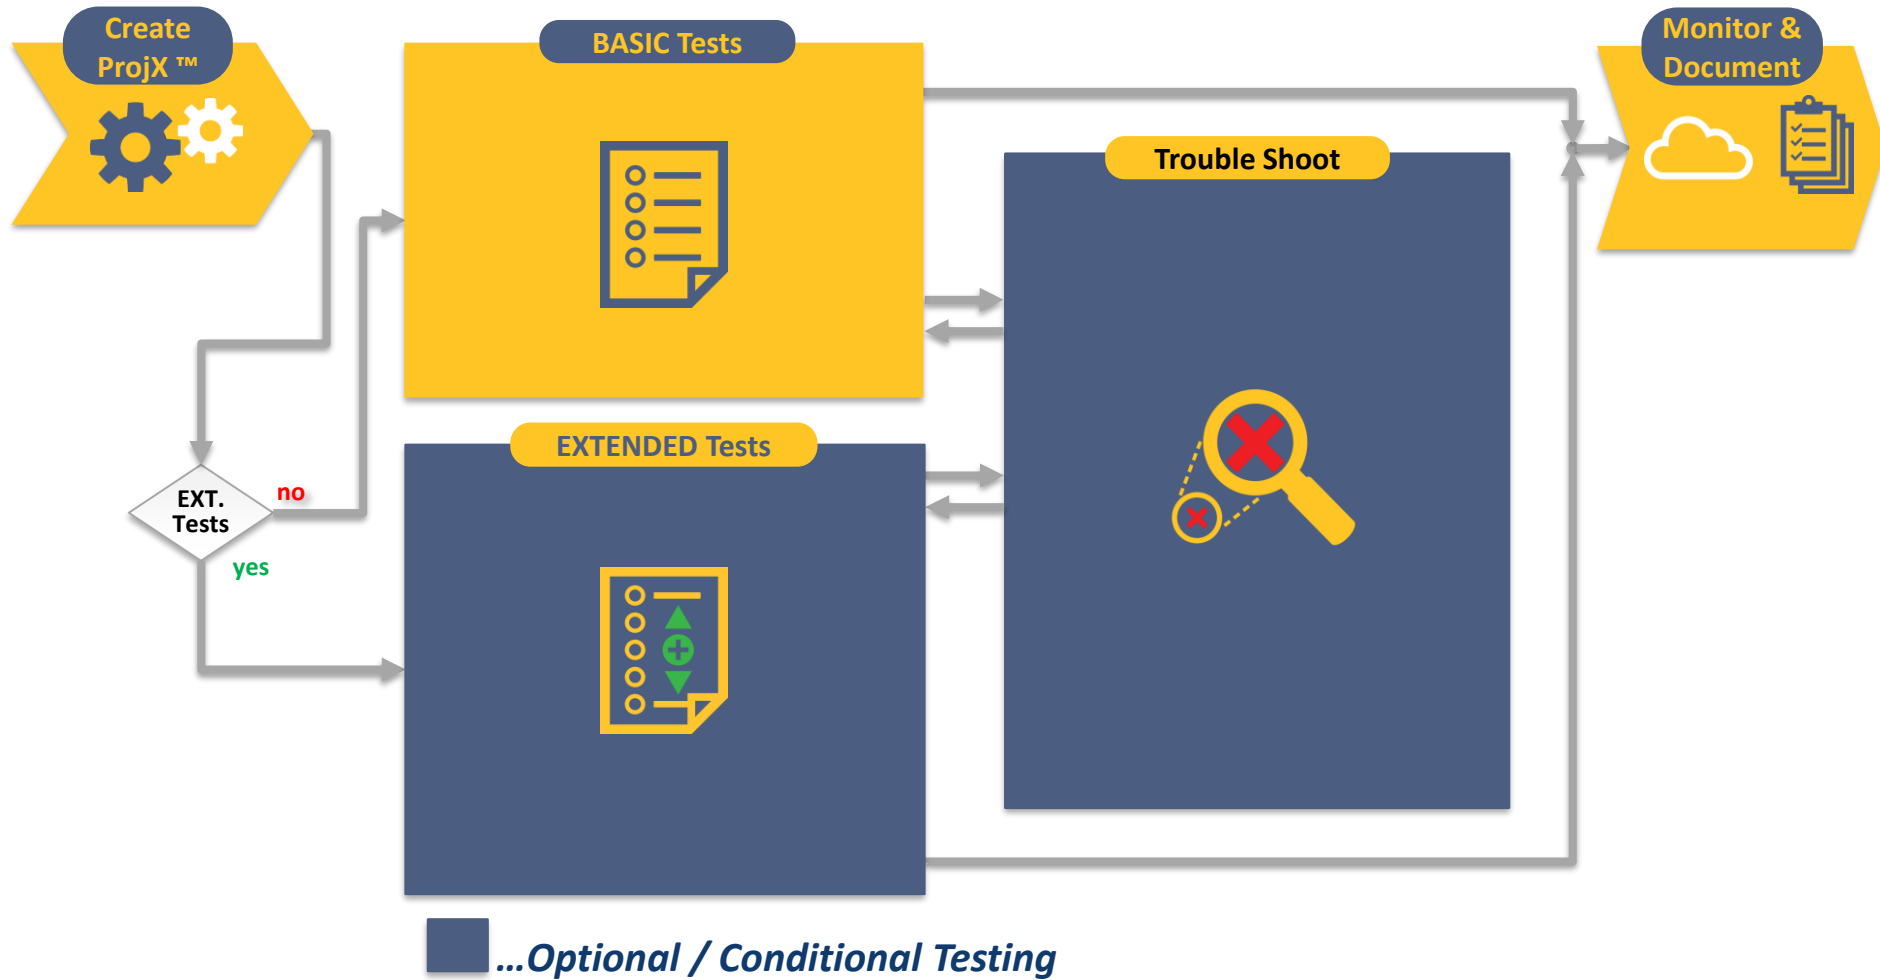 Create
ProjX ™
BASIC Tests
Monitor &
Document
Trouble Shoot
EXTENDED Tests
EXT.
Tests
no
yes
...Optional / Conditional Testing